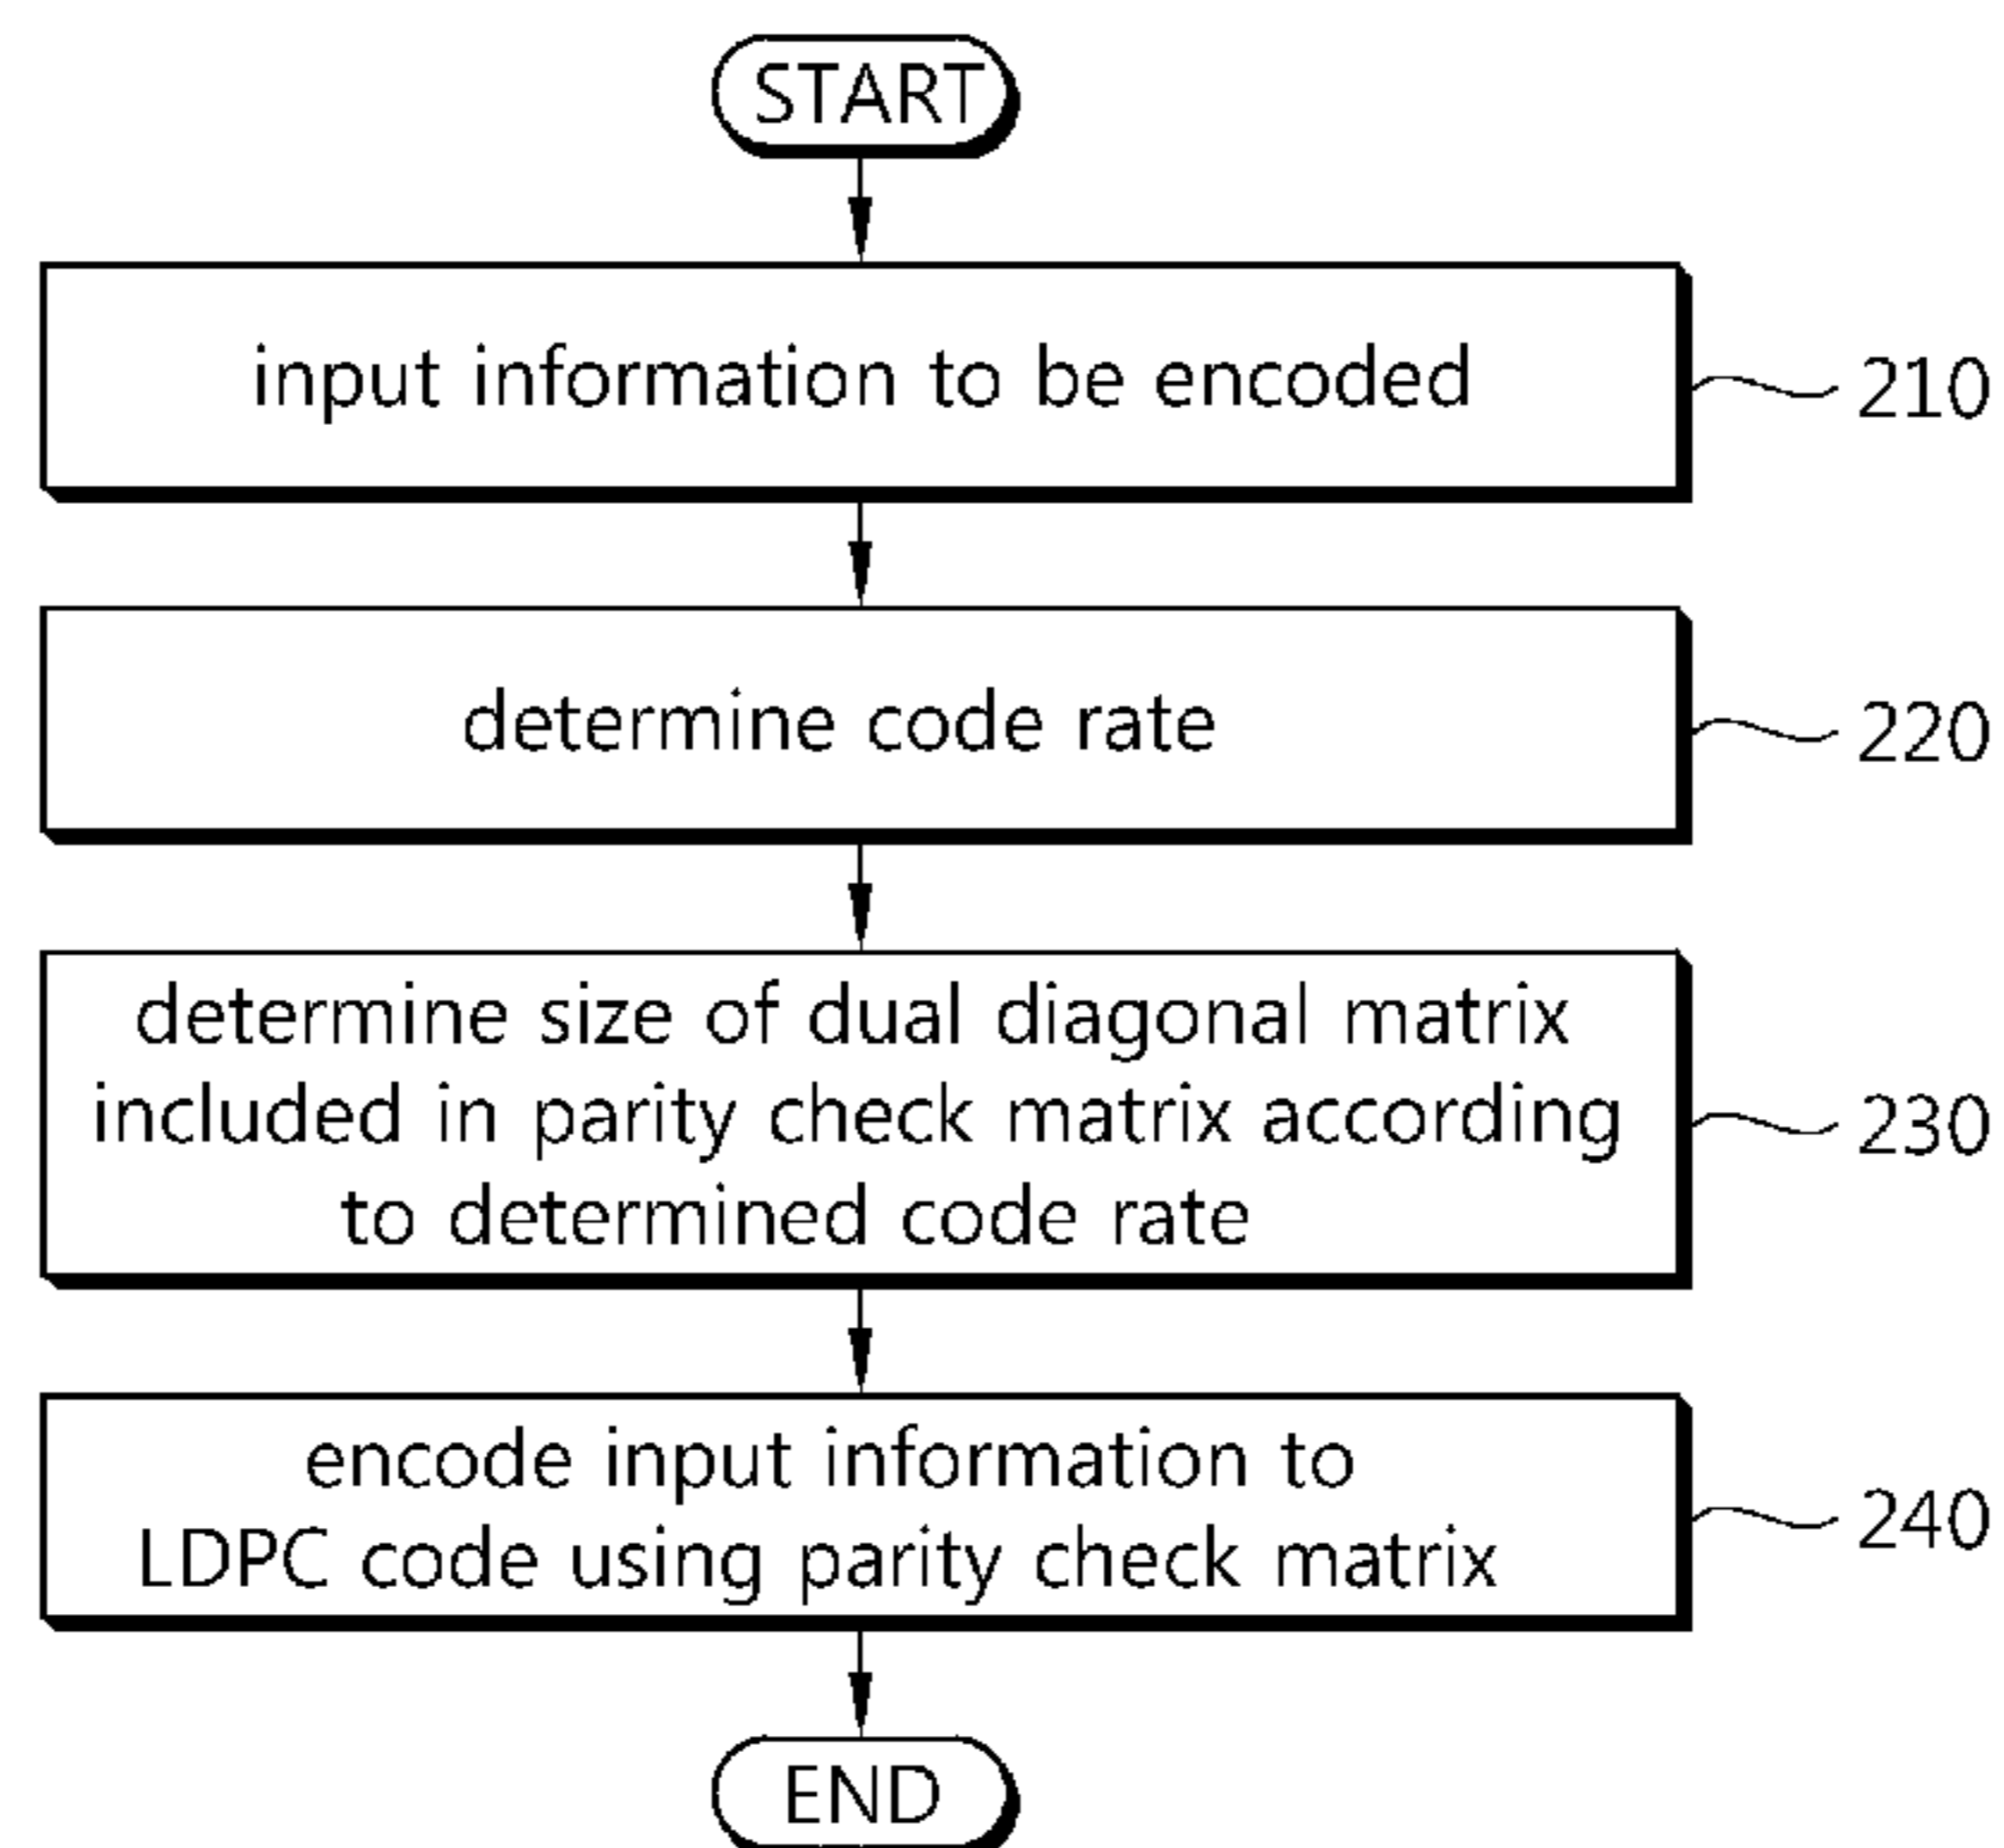 START
input information to be encoded
210
determine code rate
220
determine size of dual diagonal matrix
included in parity check matrix according
to determined code rate
230
encode input information to
LDPC code using parity check matrix
240
END